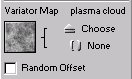 Variator Map plasma cloud
Choose
None
Random Offset